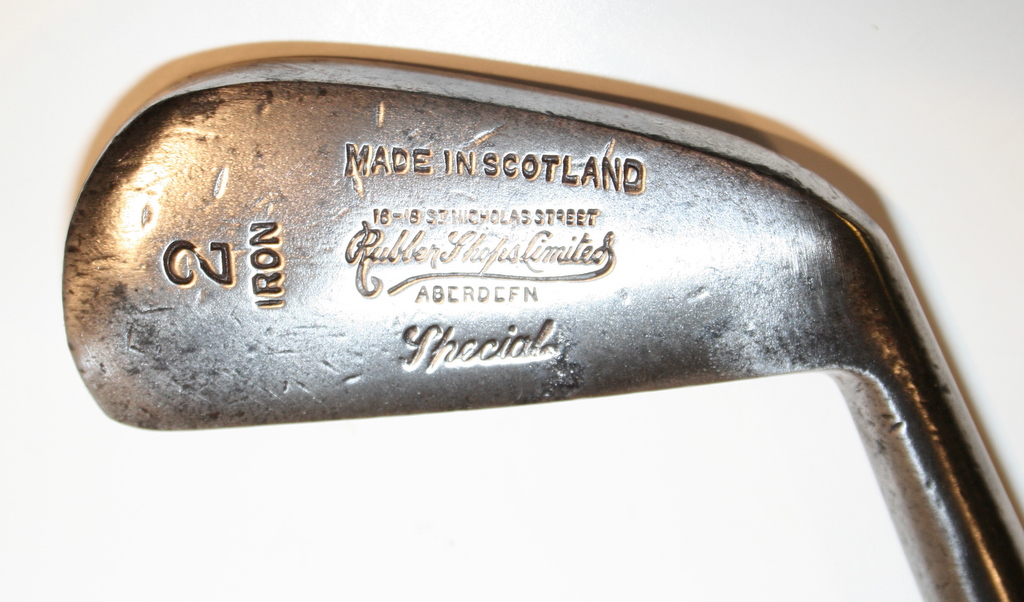 MADE IN SCOTLAND
16-18 ST NICHOLAS STREET
Rubber Shops Limited
ABERDEEN
Special
2
IRON